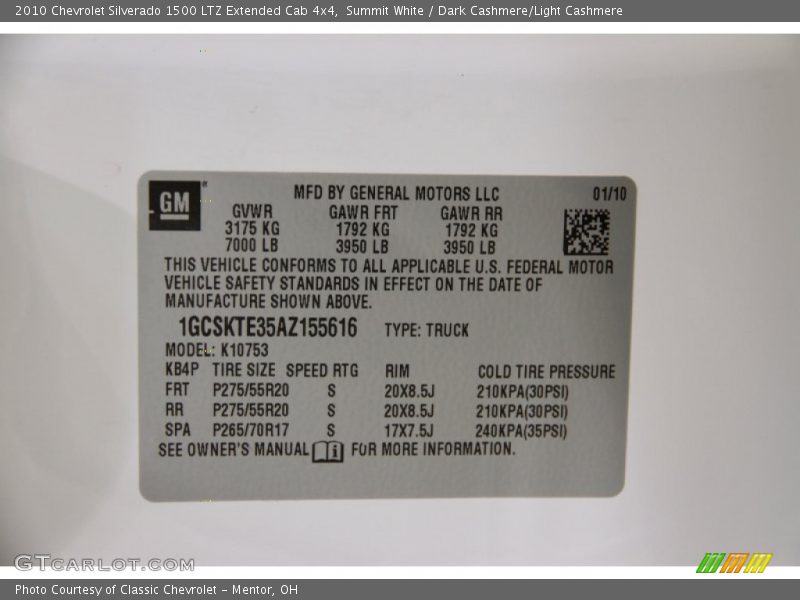 2010 Chevrolet Silverado 1500 LTZ Extended Cab 4x4,  Summit White / Dark Cashmere/Light Cashmere
GM
MFD BY GENERAL MOTORS LLC 01/10
GVWR GAWR FRT GAWR RR
3175 KG 1792 KG 1792 KG
7000 LB 3950 LB 3950 LB
THIS VEHICLE CONFORMS TO ALL APPLICABLE U.S. FEDERAL MOTOR
VEHICLE SAFETY STANDARDS IN EFFECT ON THE DATE OF
MANUFACTURE SHOWN ABOVE.
1GCSKTE35AZ155616 TYPE: TRUCK
MODEL: K10753
KB4P TIRE SIZE SPEED RTG RIM COLD TIRE PRESSURE
FRT P275/55R20 S 20X8.5J 210KPA(30PSI)
RR P275/55R20 S 20X8.5J 210KPA(30PSI)
SPA P265/70R17 S 17X7.5J 240KPA(35PSI)
SEE OWNER'S MANUAL i FOR MORE INFORMATION.
GTCARLOT.COM
Photo Courtesy of Classic Chevrolet - Mentor, OH